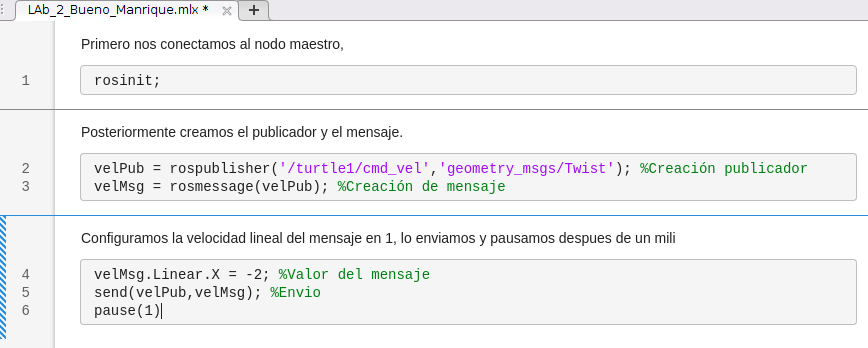 LAb_2_Bueno_Manrique.mlx *
Primero nos conectamos al nodo maestro,
1 rosinit;
Posteriormente creamos el publicador y el mensaje.
2 velPub = rospublisher('/turtle1/cmd_vel','geometry_msgs/Twist'); %Creación publicador
3 velMsg = rosmessage(velPub); %Creación de mensaje
Configuramos la velocidad lineal del mensaje en 1, lo enviamos y pausamos despues de un mili
4 velMsg.Linear.X = -2; %Valor del mensaje
5 send(velPub,velMsg); %Envio
6 pause(1)